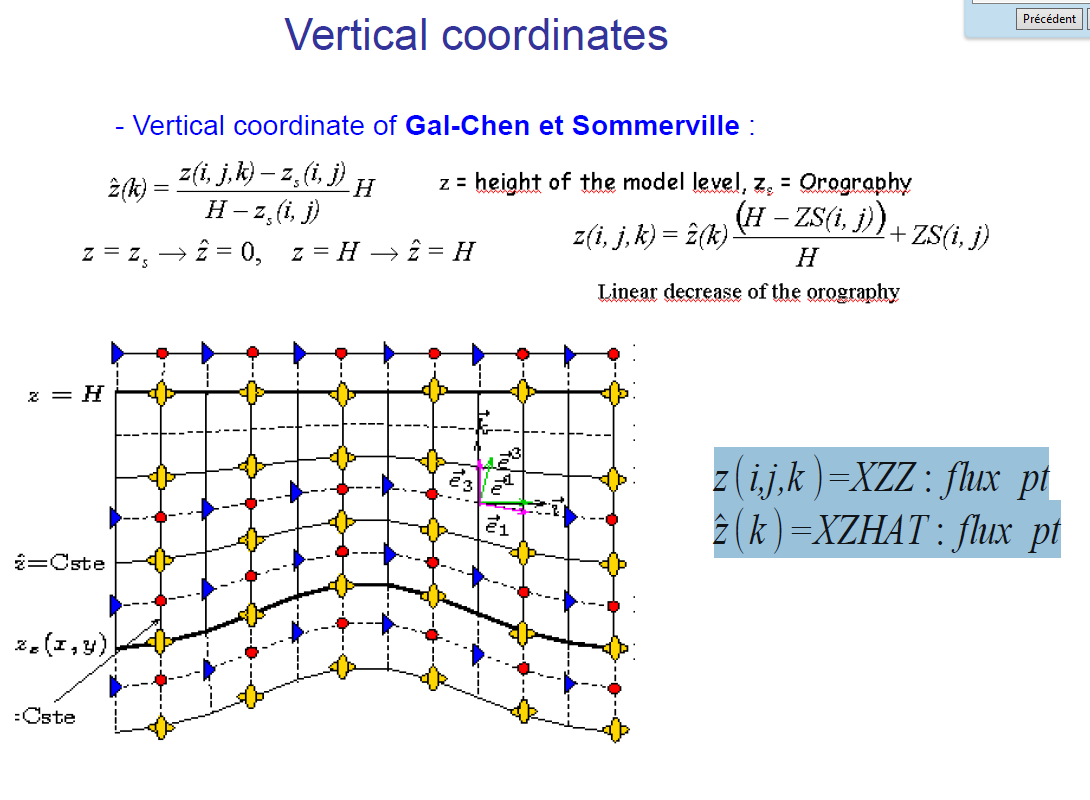 Précédent
Vertical coordinates
- Vertical coordinate of Gal-Chen et Sommerville :
ẑ(k) = (z(i, j,k) − z_s(i, j)) / (H − z_s(i, j)) H
z = height of the model level, z_s = Orography
z(i, j,k) = ẑ(k) (H − ZS(i, j)) / H + ZS(i, j)
z = z_s → ẑ = 0, z = H → ẑ = H
Linear decrease of the orography
z = H
z(i,j,k)=XZZ : flux pt
ẑ(k)=XZHAT : flux pt
ẑ=Cste
z_s(x,y)
=Cste